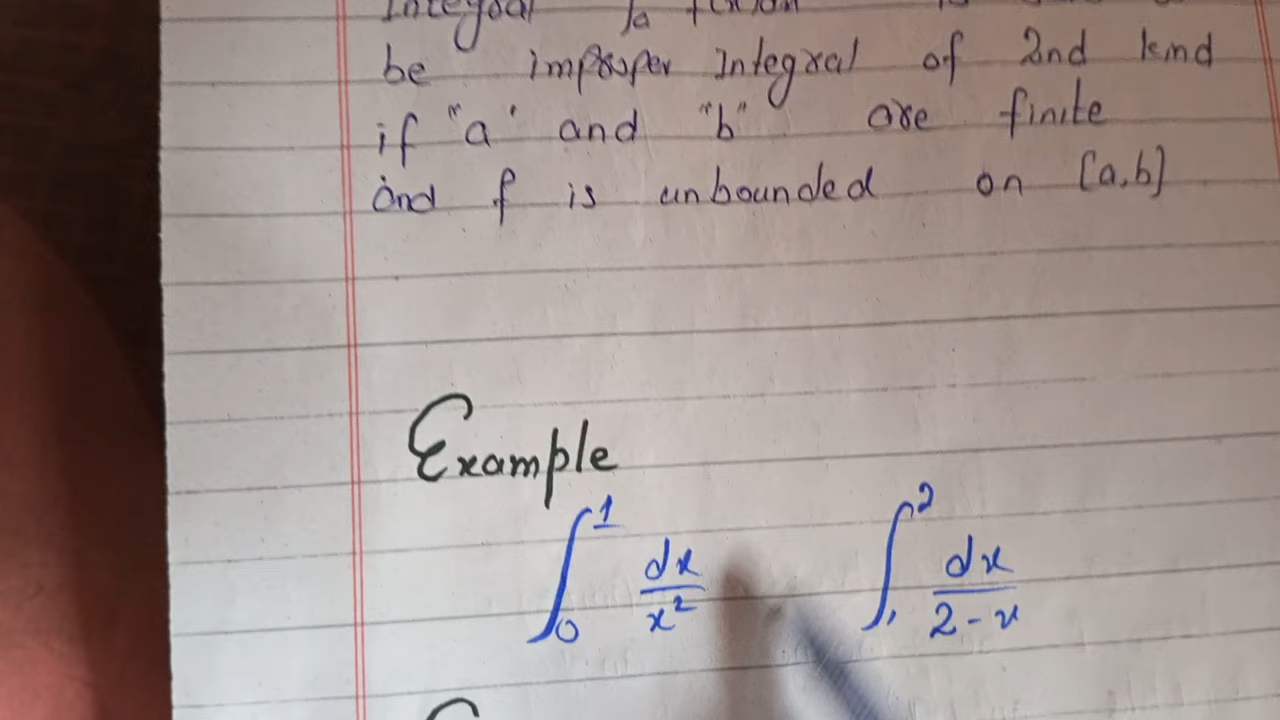 Integral
be improper Integral of 2nd kind
if "a" and "b" are finite
and f is unbounded on [a,b]
Example
∫₀¹ dx/x² ∫₁² dx/2-x